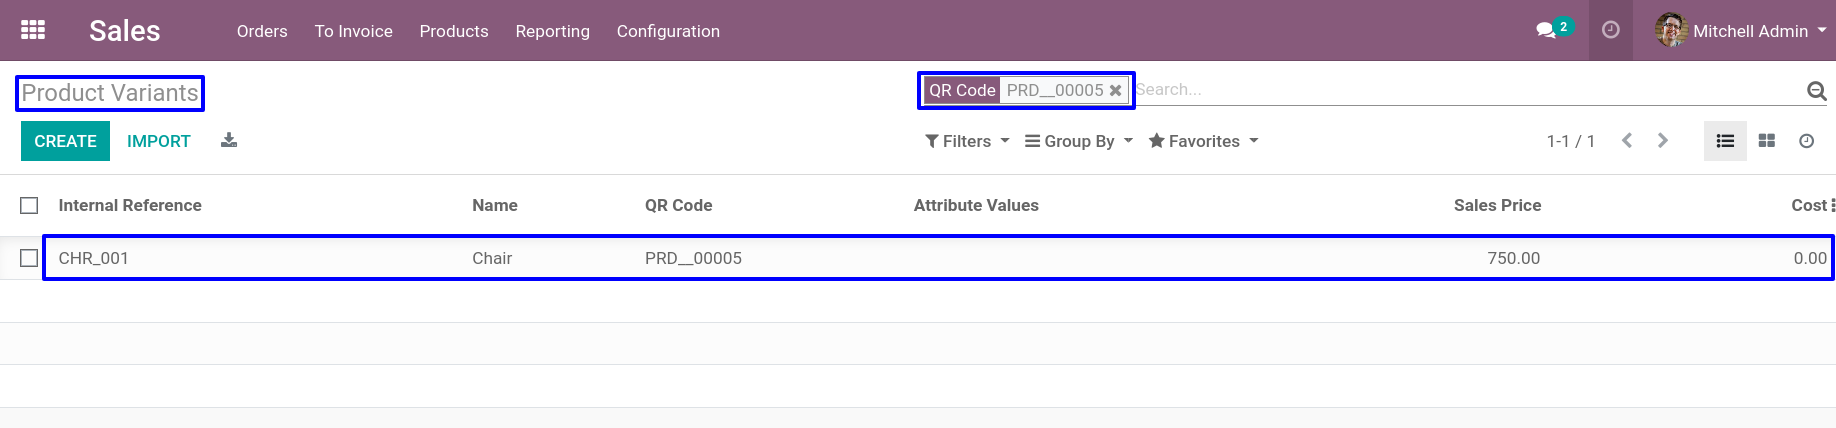 Sales Orders To Invoice Products Reporting Configuration 2 Mitchell Admin
Product Variants QR Code PRD__00005 Search...
CREATE IMPORT Filters Group By Favorites 1-1 / 1
Internal Reference Name QR Code Attribute Values Sales Price Cost
CHR_001 Chair PRD__00005 750.00 0.00